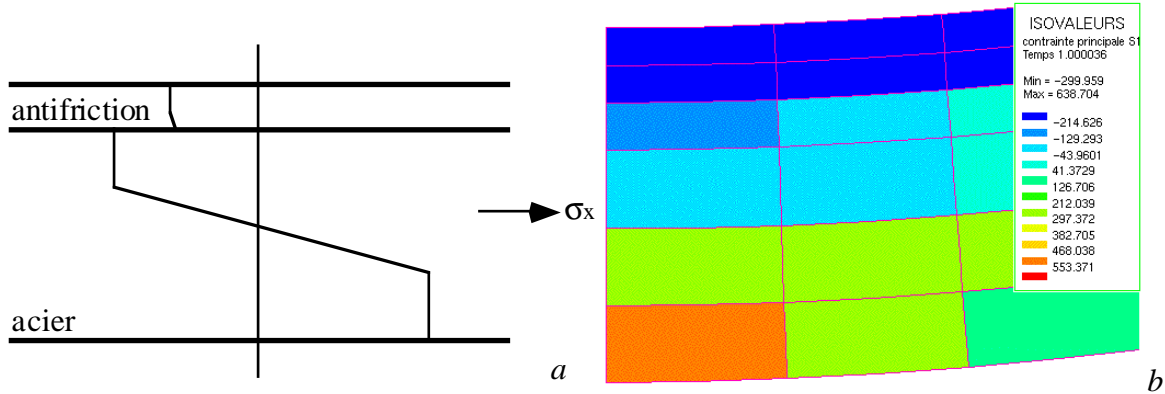 antifriction
acier
σx
a
ISOVALEURS
contrainte principale S1
Temps 1.000036
Min = -299.959
Max = 638.704
-214.626
-129.293
-43.9601
41.3729
126.706
212.039
297.372
382.705
468.038
553.371
b